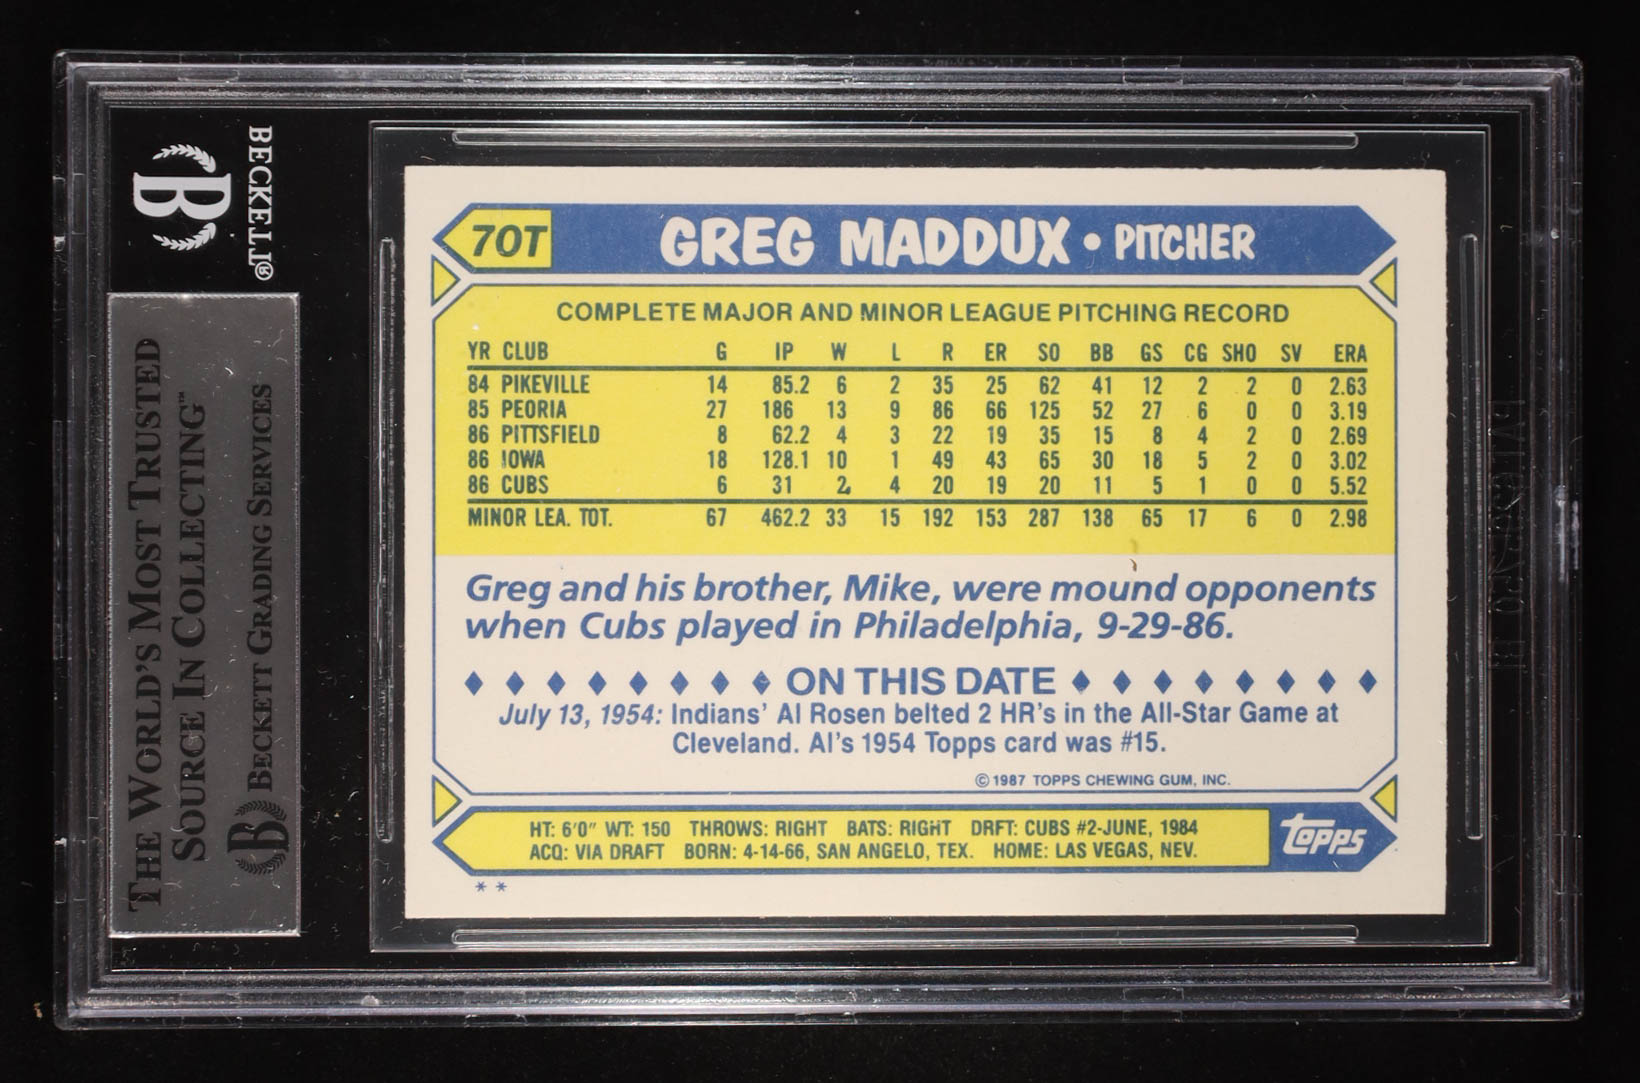 BECKETT®
B
THE WORLD'S MOST TRUSTED
SOURCE IN COLLECTING™
B BECKETT GRADING SERVICES
70T GREG MADDUX • PITCHER
COMPLETE MAJOR AND MINOR LEAGUE PITCHING RECORD
YR CLUB G IP W L R ER SO BB GS CG SHO SV ERA
84 PIKEVILLE 14 85.2 6 2 35 25 62 41 12 2 2 0 2.63
85 PEORIA 27 186 13 9 86 66 125 52 27 6 0 0 3.19
86 PITTSFIELD 8 62.2 4 3 22 19 35 15 8 4 2 0 2.69
86 IOWA 18 128.1 10 1 49 43 65 30 18 5 2 0 3.02
86 CUBS 6 31 2 4 20 19 20 11 5 1 0 0 5.52
MINOR LEA. TOT. 67 462.2 33 15 192 153 287 138 65 17 6 0 2.98
Greg and his brother, Mike, were mound opponents
when Cubs played in Philadelphia, 9-29-86.
ON THIS DATE
July 13, 1954: Indians' Al Rosen belted 2 HR's in the All-Star Game at
Cleveland. Al's 1954 Topps card was #15.
© 1987 TOPPS CHEWING GUM, INC.
HT: 6'0" WT: 150 THROWS: RIGHT BATS: RIGHT DRFT: CUBS #2-JUNE, 1984
ACQ: VIA DRAFT BORN: 4-14-66, SAN ANGELO, TEX. HOME: LAS VEGAS, NEV.
TOPPS
**